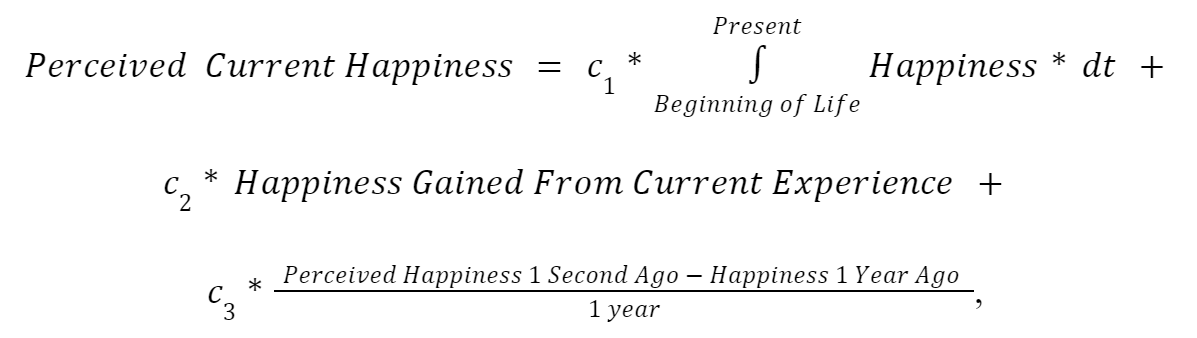 Present
Perceived Current Happiness = c₁ * ∫ Happiness * dt +
Beginning of Life
c₂ * Happiness Gained From Current Experience +
Perceived Happiness 1 Second Ago − Happiness 1 Year Ago
c₃ * ,
1 year